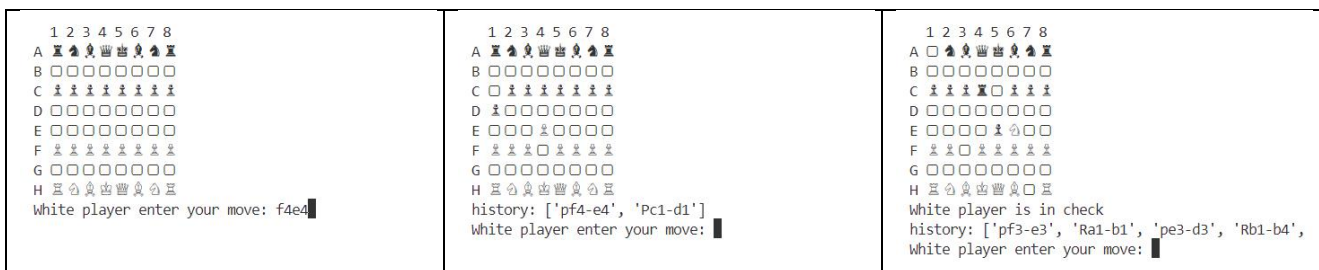 1 2 3 4 5 6 7 8
A ♜ ♞ ♝ ♛ ♚ ♝ ♞ ♜
B ▢ ▢ ▢ ▢ ▢ ▢ ▢ ▢
C ♟ ♟ ♟ ♟ ♟ ♟ ♟ ♟
D ▢ ▢ ▢ ▢ ▢ ▢ ▢ ▢
E ▢ ▢ ▢ ▢ ▢ ▢ ▢ ▢
F ♙ ♙ ♙ ♙ ♙ ♙ ♙ ♙
G ▢ ▢ ▢ ▢ ▢ ▢ ▢ ▢
H ♖ ♘ ♗ ♔ ♕ ♗ ♘ ♖
White player enter your move: f4e4
1 2 3 4 5 6 7 8
A ♜ ♞ ♝ ♛ ♚ ♝ ♞ ♜
B ▢ ▢ ▢ ▢ ▢ ▢ ▢ ▢
C ▢ ♟ ♟ ♟ ♟ ♟ ♟ ♟
D ♟ ▢ ▢ ▢ ▢ ▢ ▢ ▢
E ▢ ▢ ▢ ♙ ▢ ▢ ▢ ▢
F ♙ ♙ ♙ ▢ ♙ ♙ ♙ ♙
G ▢ ▢ ▢ ▢ ▢ ▢ ▢ ▢
H ♖ ♘ ♗ ♔ ♕ ♗ ♘ ♖
history: ['pf4-e4', 'Pc1-d1']
White player enter your move:
1 2 3 4 5 6 7 8
A ▢ ♞ ♝ ♛ ♚ ♝ ♞ ♜
B ▢ ▢ ▢ ▢ ▢ ▢ ▢ ▢
C ♟ ♟ ♟ ♜ ▢ ♟ ♟ ♟
D ▢ ▢ ▢ ▢ ▢ ▢ ▢ ▢
E ▢ ▢ ▢ ▢ ♟ ♘ ▢ ▢
F ♙ ♙ ▢ ♙ ♙ ♙ ♙ ♙
G ▢ ▢ ▢ ▢ ▢ ▢ ▢ ▢
H ♖ ♘ ♗ ♔ ♕ ♗ ▢ ♖
White player is in check
history: ['pf3-e3', 'Ra1-b1', 'pe3-d3', 'Rb1-b4',
White player enter your move: